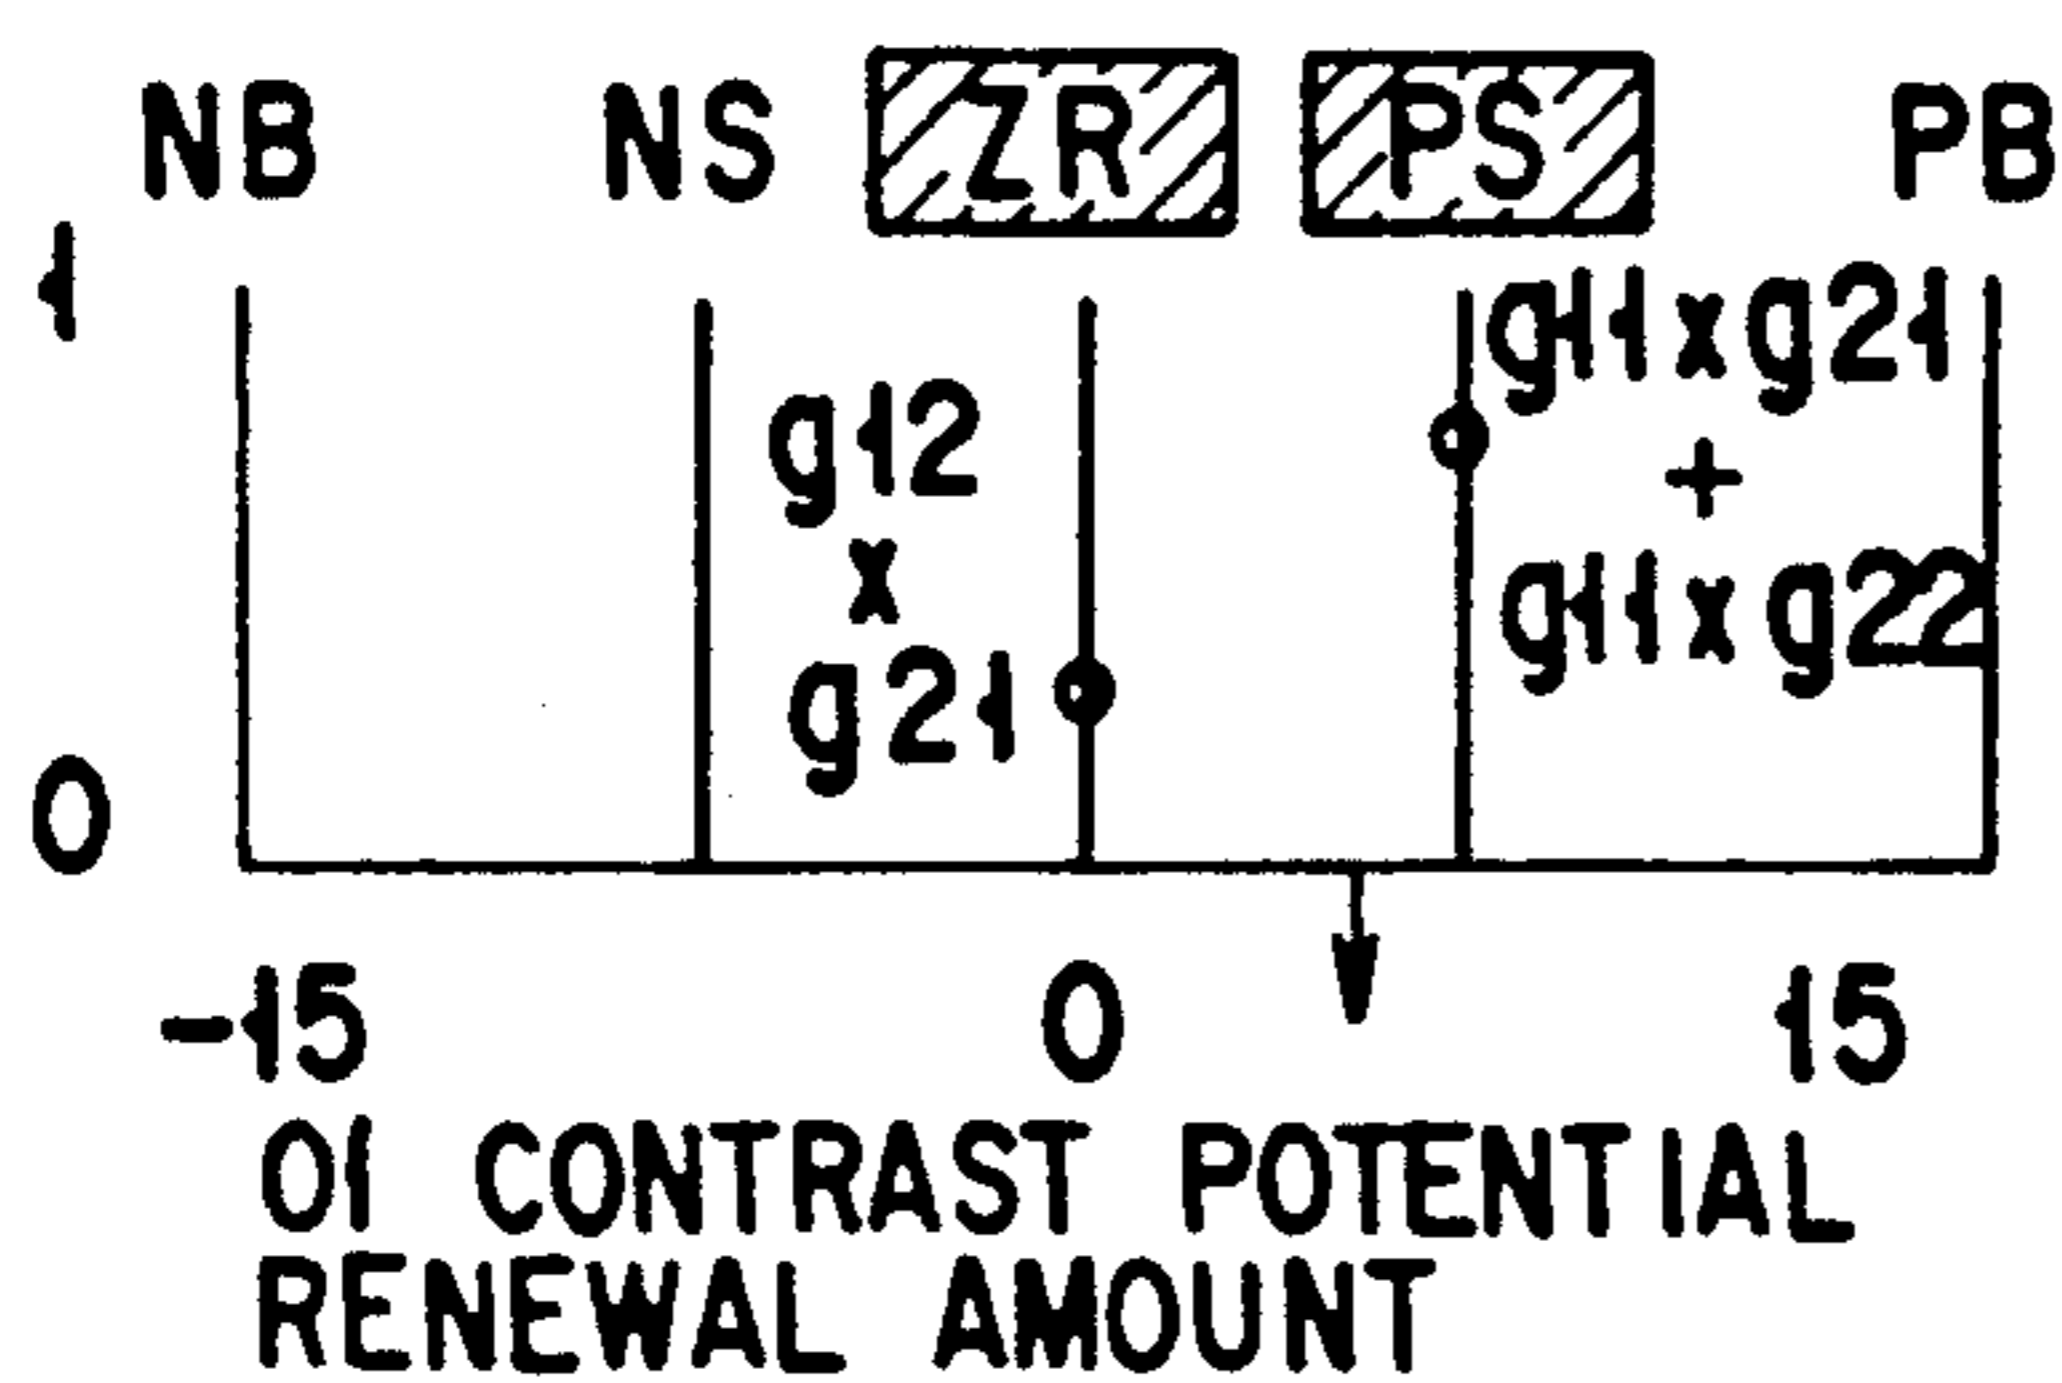 NB NS ZR PS PB
1
g11xg21
g12
+
x
g11xg22
g21
0
-15 0 15
01 CONTRAST POTENTIAL
RENEWAL AMOUNT